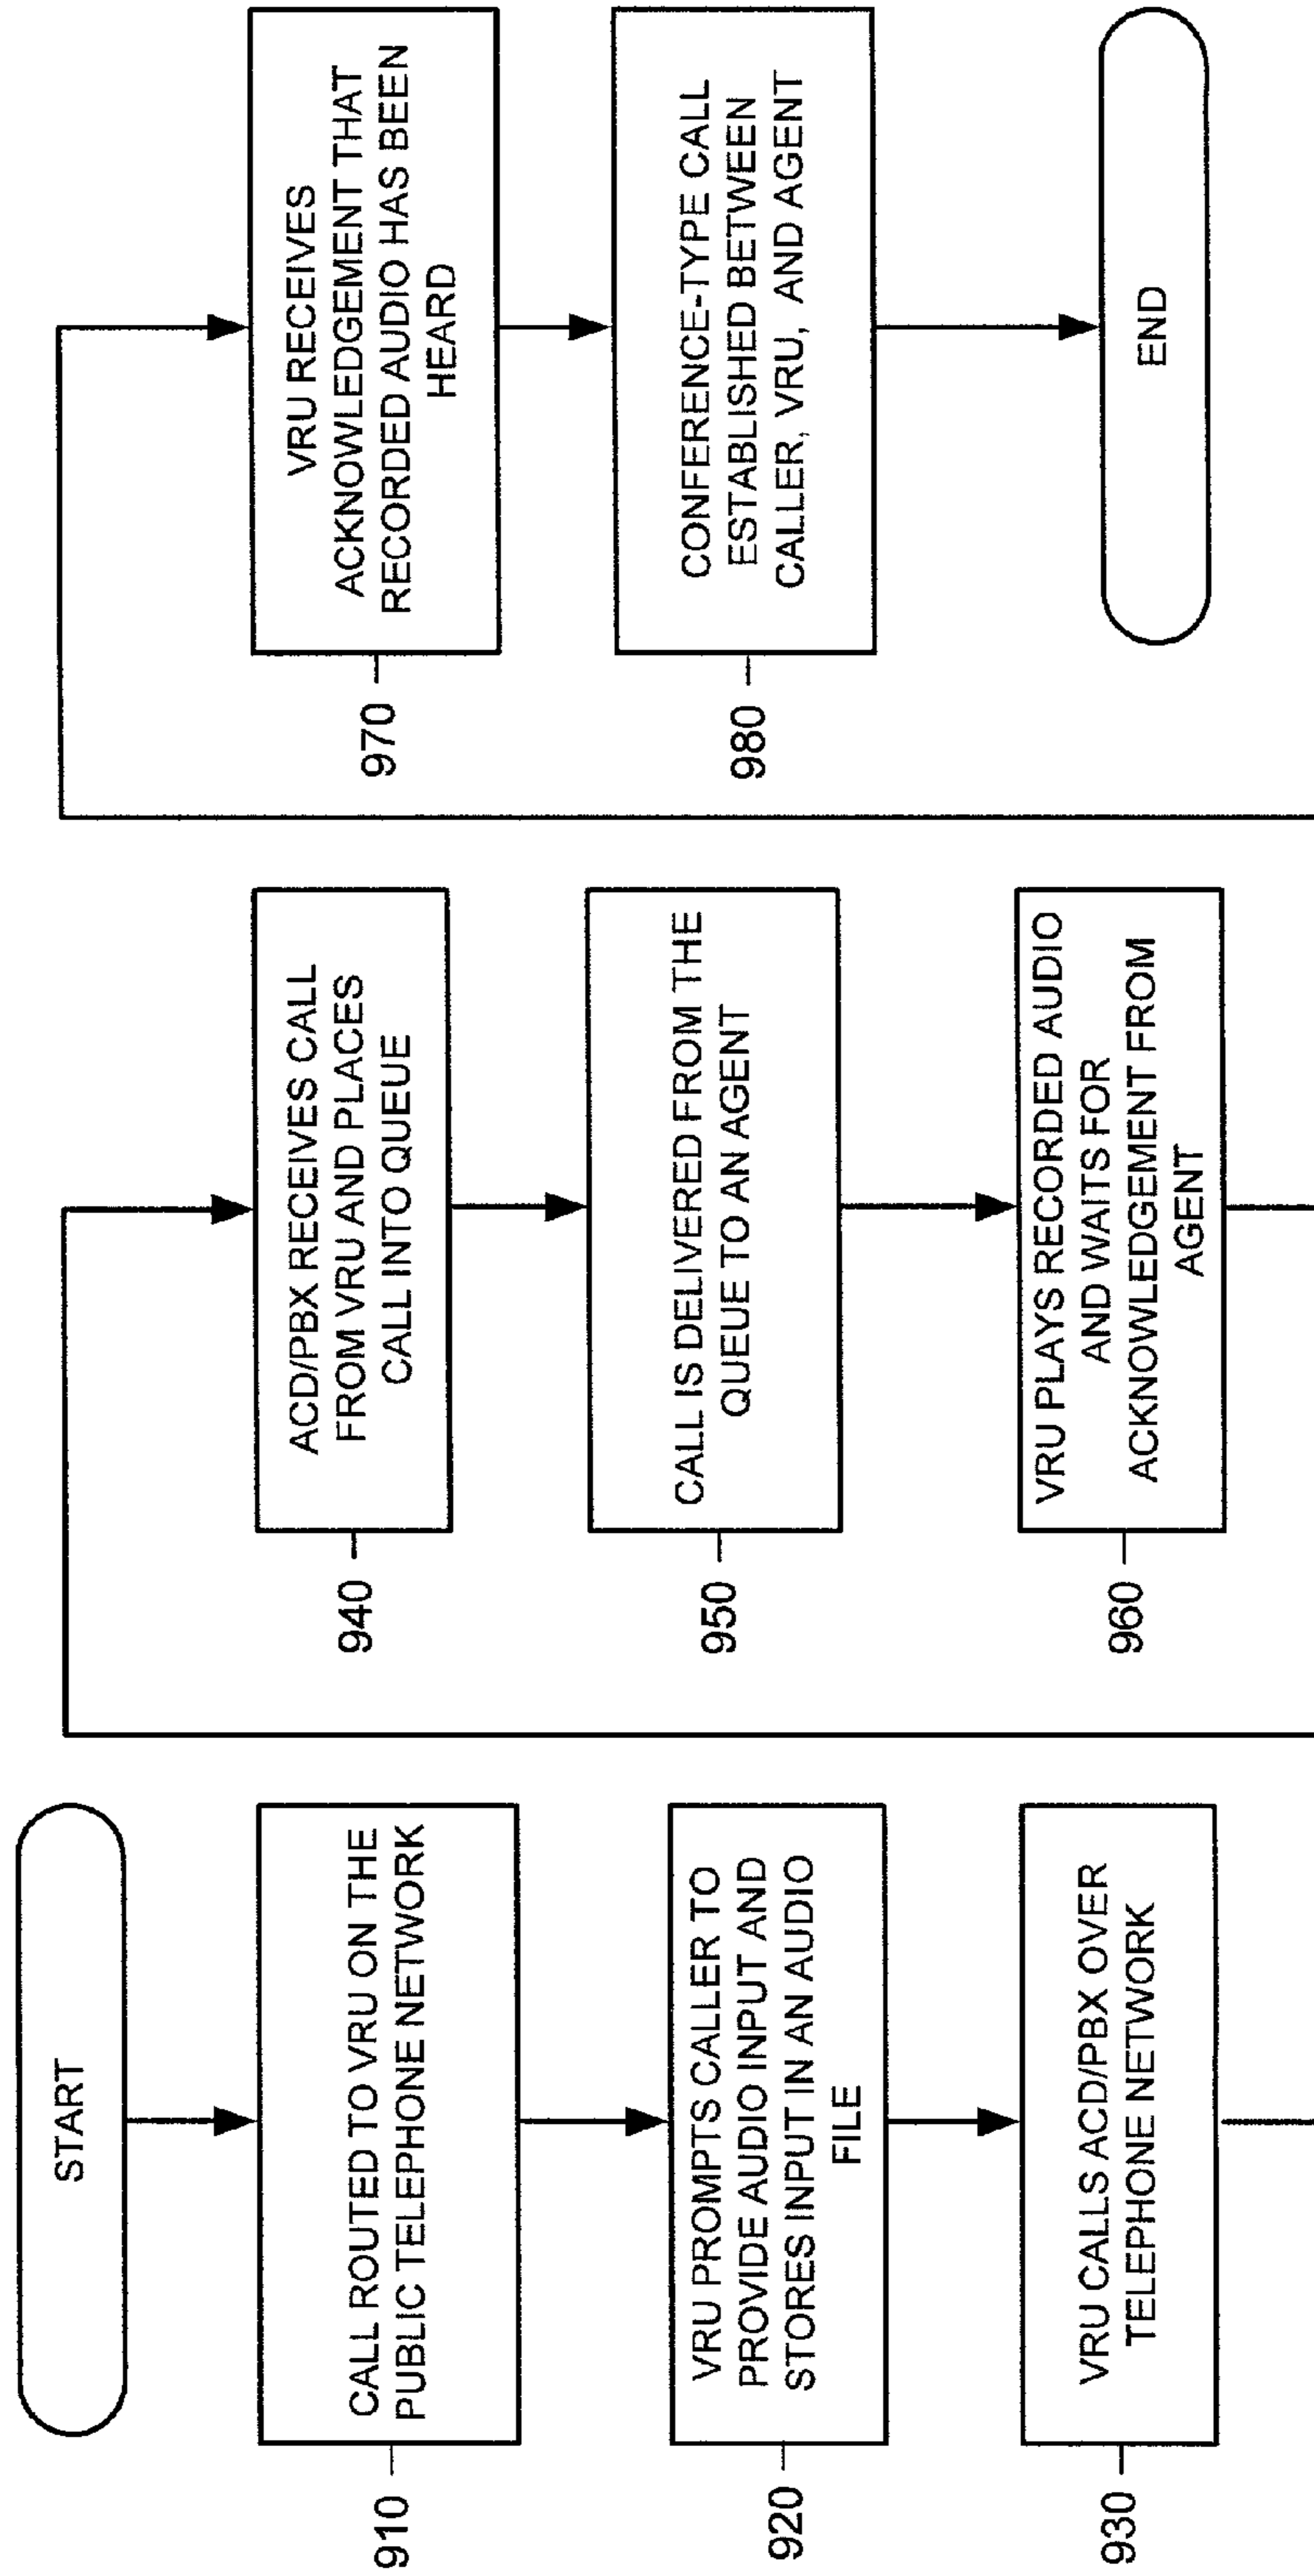 START
910
CALL ROUTED TO VRU ON THE
PUBLIC TELEPHONE NETWORK
920
VRU PROMPTS CALLER TO
PROVIDE AUDIO INPUT AND
STORES INPUT IN AN AUDIO
FILE
930
VRU CALLS ACD/PBX OVER
TELEPHONE NETWORK
940
ACD/PBX RECEIVES CALL
FROM VRU AND PLACES
CALL INTO QUEUE
950
CALL IS DELIVERED FROM THE
QUEUE TO AN AGENT
960
VRU PLAYS RECORDED AUDIO
AND WAITS FOR
ACKNOWLEDGEMENT FROM
AGENT
970
VRU RECEIVES
ACKNOWLEDGEMENT THAT
RECORDED AUDIO HAS BEEN
HEARD
980
CONFERENCE-TYPE CALL
ESTABLISHED BETWEEN
CALLER, VRU, AND AGENT
END